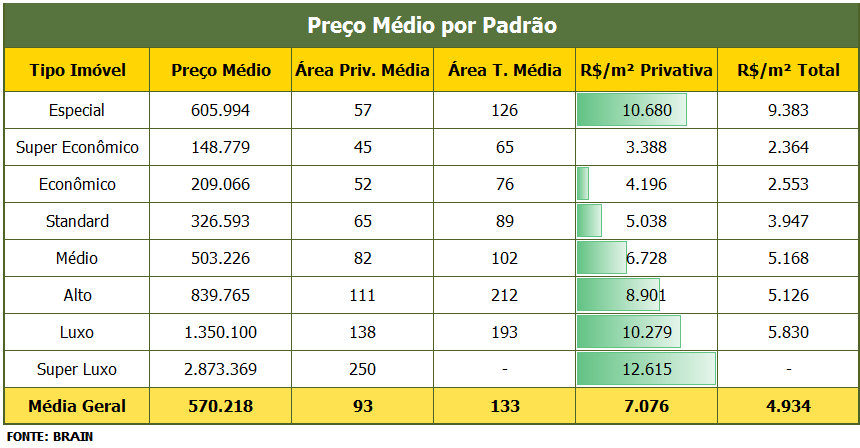 Preço Médio por Padrão
Tipo Imóvel Preço Médio Área Priv. Média Área T. Média R$/m² Privativa R$/m² Total
Especial 605.994 57 126 10.680 9.383
Super Econômico 148.779 45 65 3.388 2.364
Econômico 209.066 52 76 4.196 2.553
Standard 326.593 65 89 5.038 3.947
Médio 503.226 82 102 6.728 5.168
Alto 839.765 111 212 8.901 5.126
Luxo 1.350.100 138 193 10.279 5.830
Super Luxo 2.873.369 250 - 12.615 -
Média Geral 570.218 93 133 7.076 4.934
FONTE: BRAIN